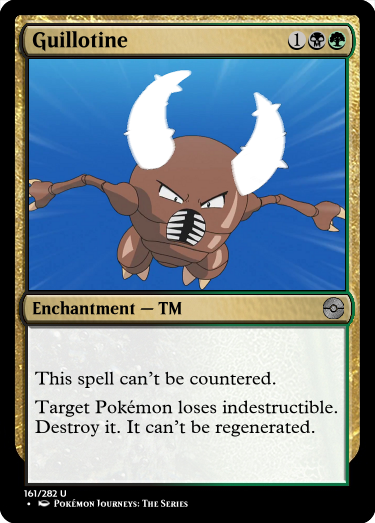 Guillotine 1
Enchantment — TM
This spell can't be countered.
Target Pokémon loses indestructible.
Destroy it. It can't be regenerated.
161/282 U
• Pokémon Journeys: The Series